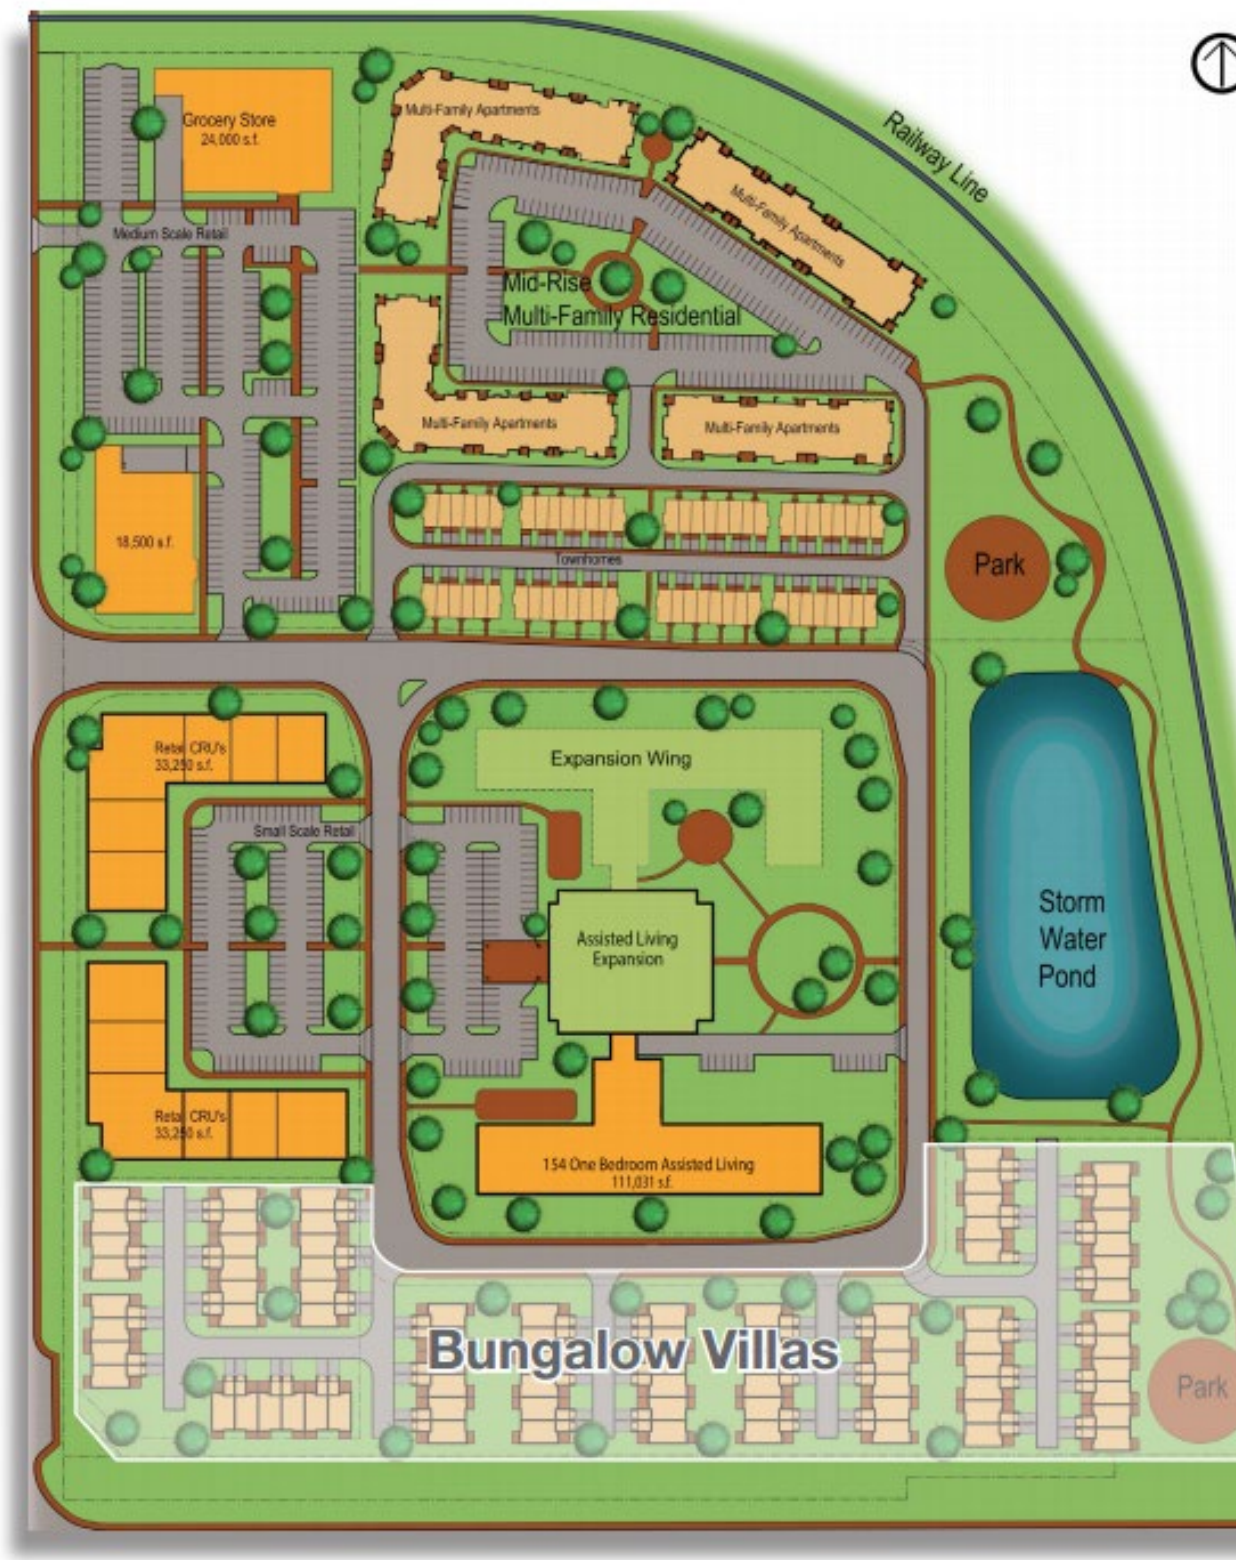 Grocery Store
24,000 s.f.
Multi-Family Apartments
Railway Line
Multi-Family Apartments
Medium Scale Retail
Mid-Rise
Multi-Family Residential
Multi-Family Apartments
Multi-Family Apartments
18,500 s.f.
Townhomes
Park
Retail CRU's
33,250 s.f.
Expansion Wing
Small Scale Retail
Storm
Water
Pond
Assisted Living
Expansion
Retail CRU's
33,250 s.f.
154 One Bedroom Assisted Living
111,031 s.f.
Bungalow Villas
Park